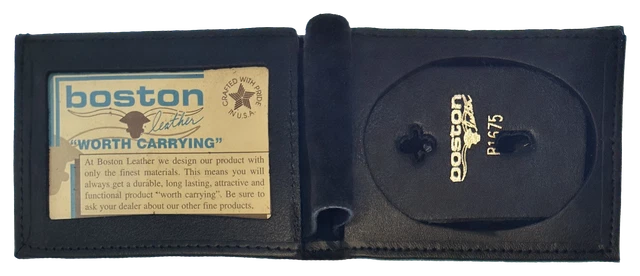 boston
leather
"WORTH CARRYING"
CRAFTED WITH PRIDE
IN U.S.A.
At Boston Leather we design our product with
only the finest materials. This means you will
always get a durable, long lasting, attractive and
functional product "worth carrying". Be sure to
ask your dealer about our other fine products.
boston
leather
P1675